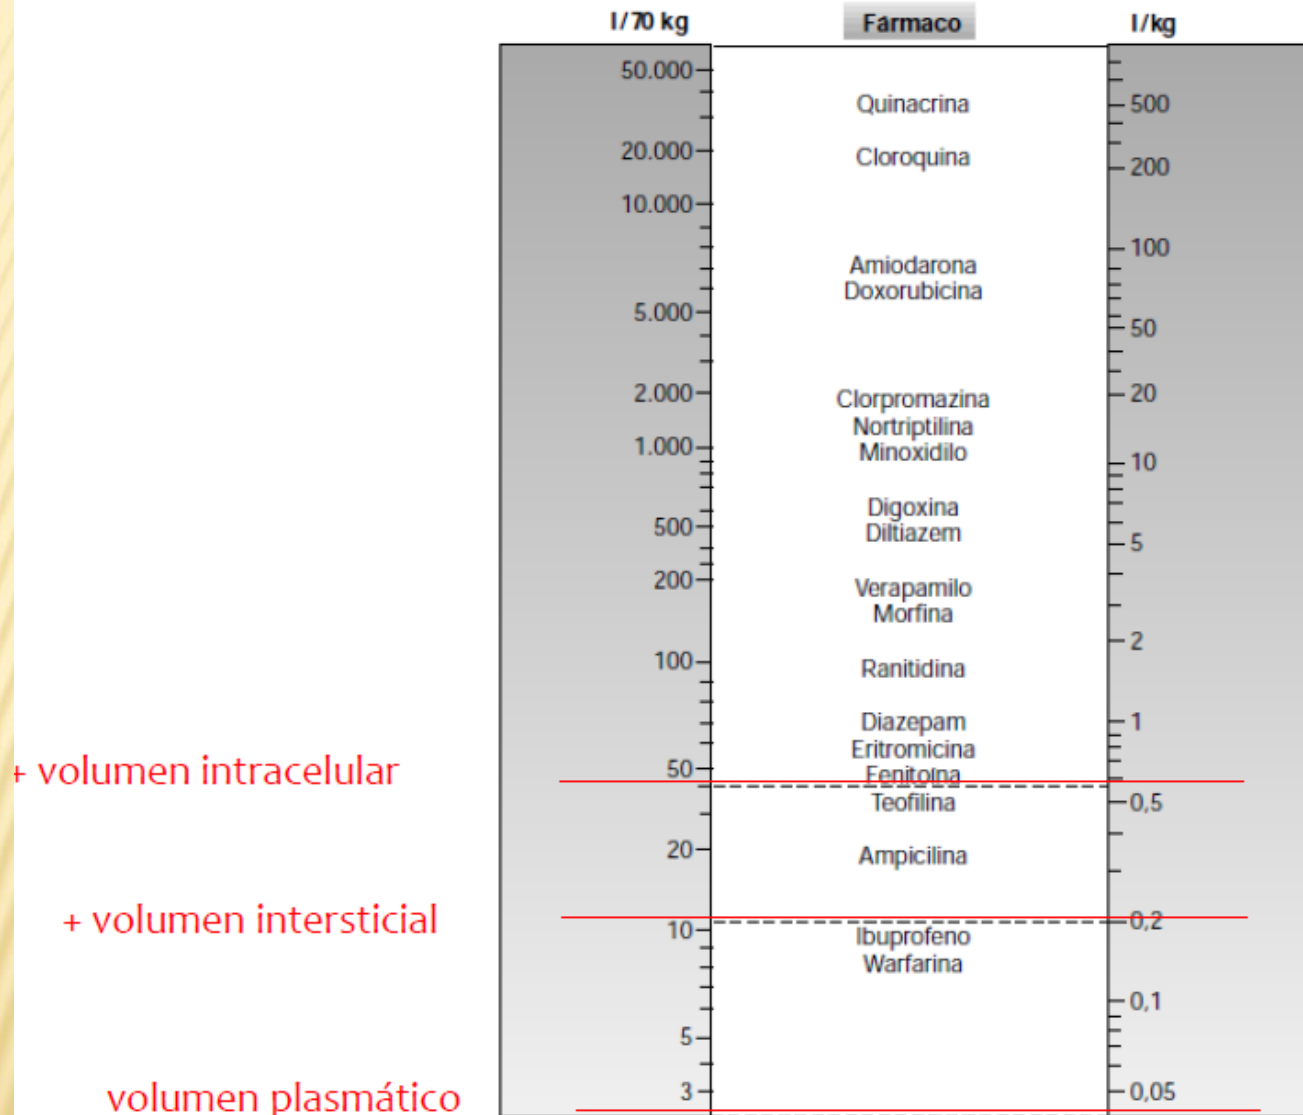 l/70 kg Fármaco l/kg
50.000
Quinacrina 500
20.000 Cloroquina 200
10.000
100
Amiodarona
Doxorubicina
5.000 50
2.000 Clorpromazina 20
Nortriptilina
1.000 Minoxidilo 10
Digoxina
500 Diltiazem 5
200 Verapamilo
Morfina
2
100 Ranitidina
Diazepam 1
Eritromicina
+ volumen intracelular 50 Fenitoína
Teofilina 0,5
20 Ampicilina
+ volumen intersticial 10 0,2
Ibuprofeno
Warfarina
0,1
5
volumen plasmático 3 0,05